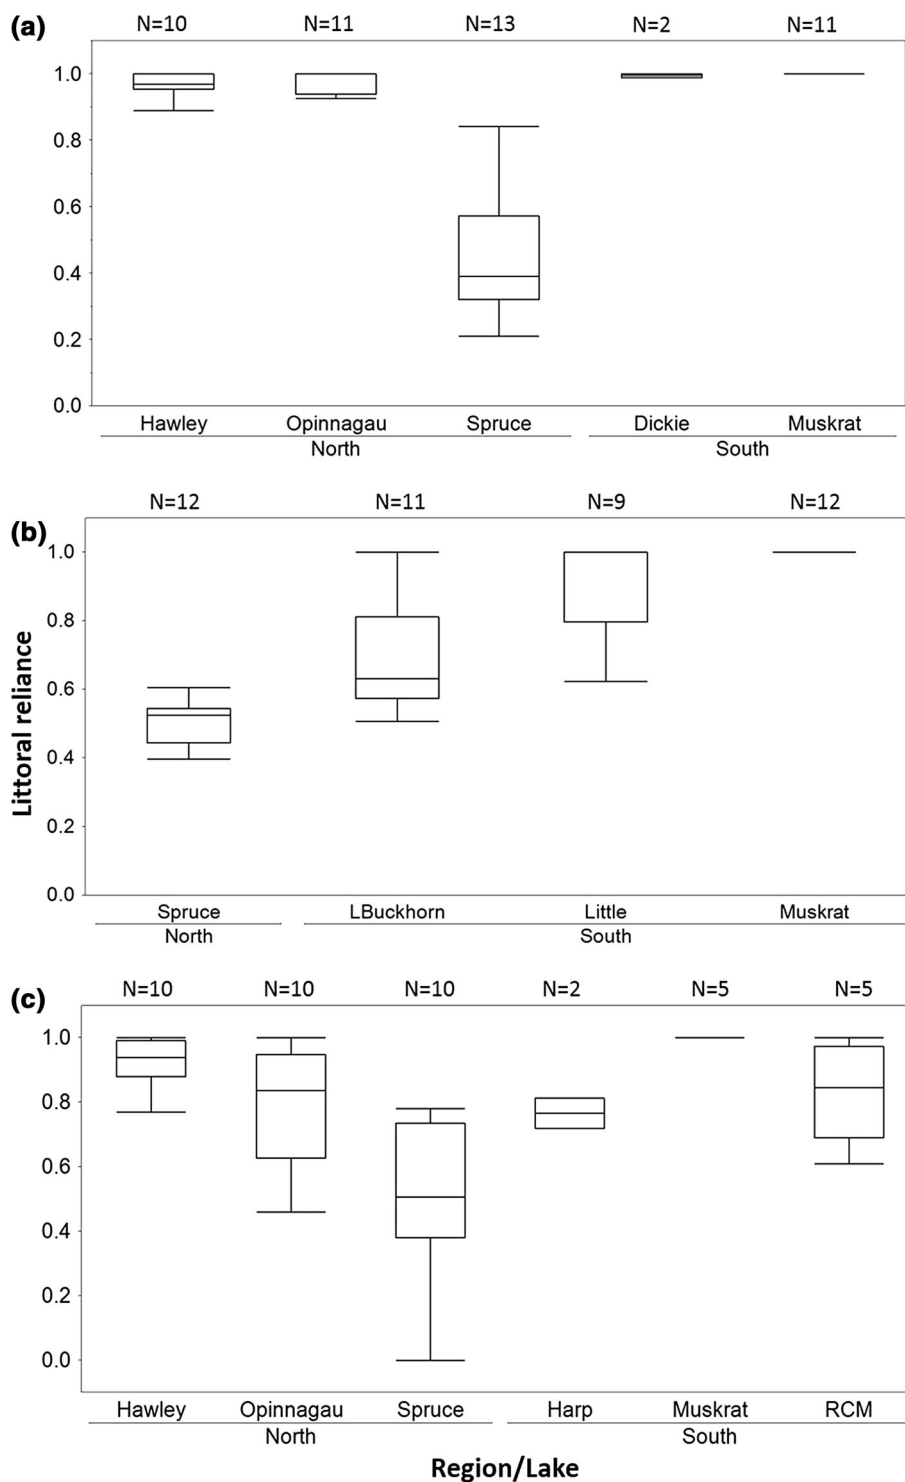 (a) N=10 N=11 N=13 N=2 N=11
1.0
0.8
0.6
0.4
0.2
0.0
Hawley Opinnagau Spruce Dickie Muskrat
North South
N=12 N=11 N=9 N=12
(b)
1.0
0.8
0.6
0.4
0.2
0.0
Littoral reliance
Spruce LBuckhorn Little Muskrat
North South
(c) N=10 N=10 N=10 N=2 N=5 N=5
1.0
0.8
0.6
0.4
0.2
0.0
Hawley Opinnagau Spruce Harp Muskrat RCM
North South
Region/Lake